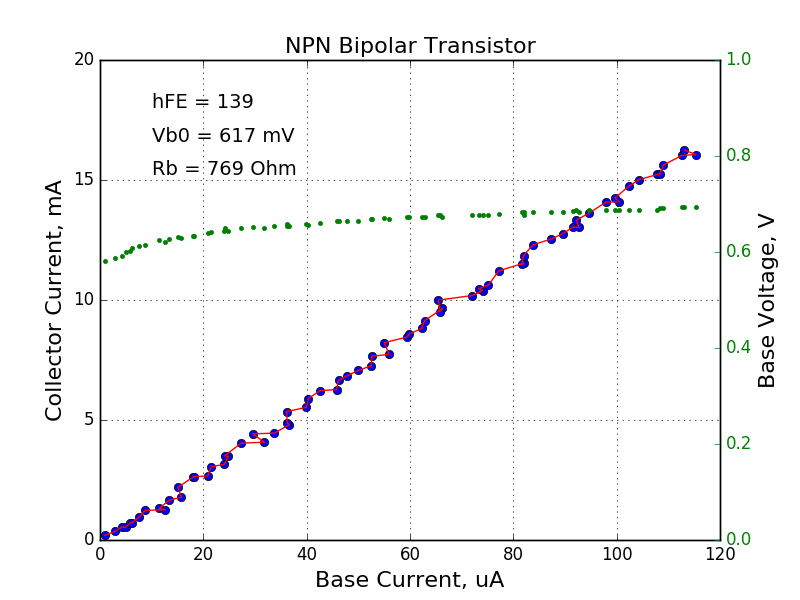 NPN Bipolar Transistor
hFE = 139
Vb0 = 617 mV
Rb = 769 Ohm
Collector Current, mA
20
15
10
5
0
Base Voltage, V
1.0
0.8
0.6
0.4
0.2
0.0
0 20 40 60 80 100 120
Base Current, uA